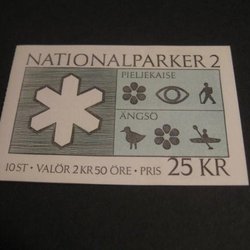 NATIONALPARKER 2
PIELJEKAISE
ÄNGSÖ
10 ST · VALÖR 2 KR 50 ÖRE · PRIS 25 KR